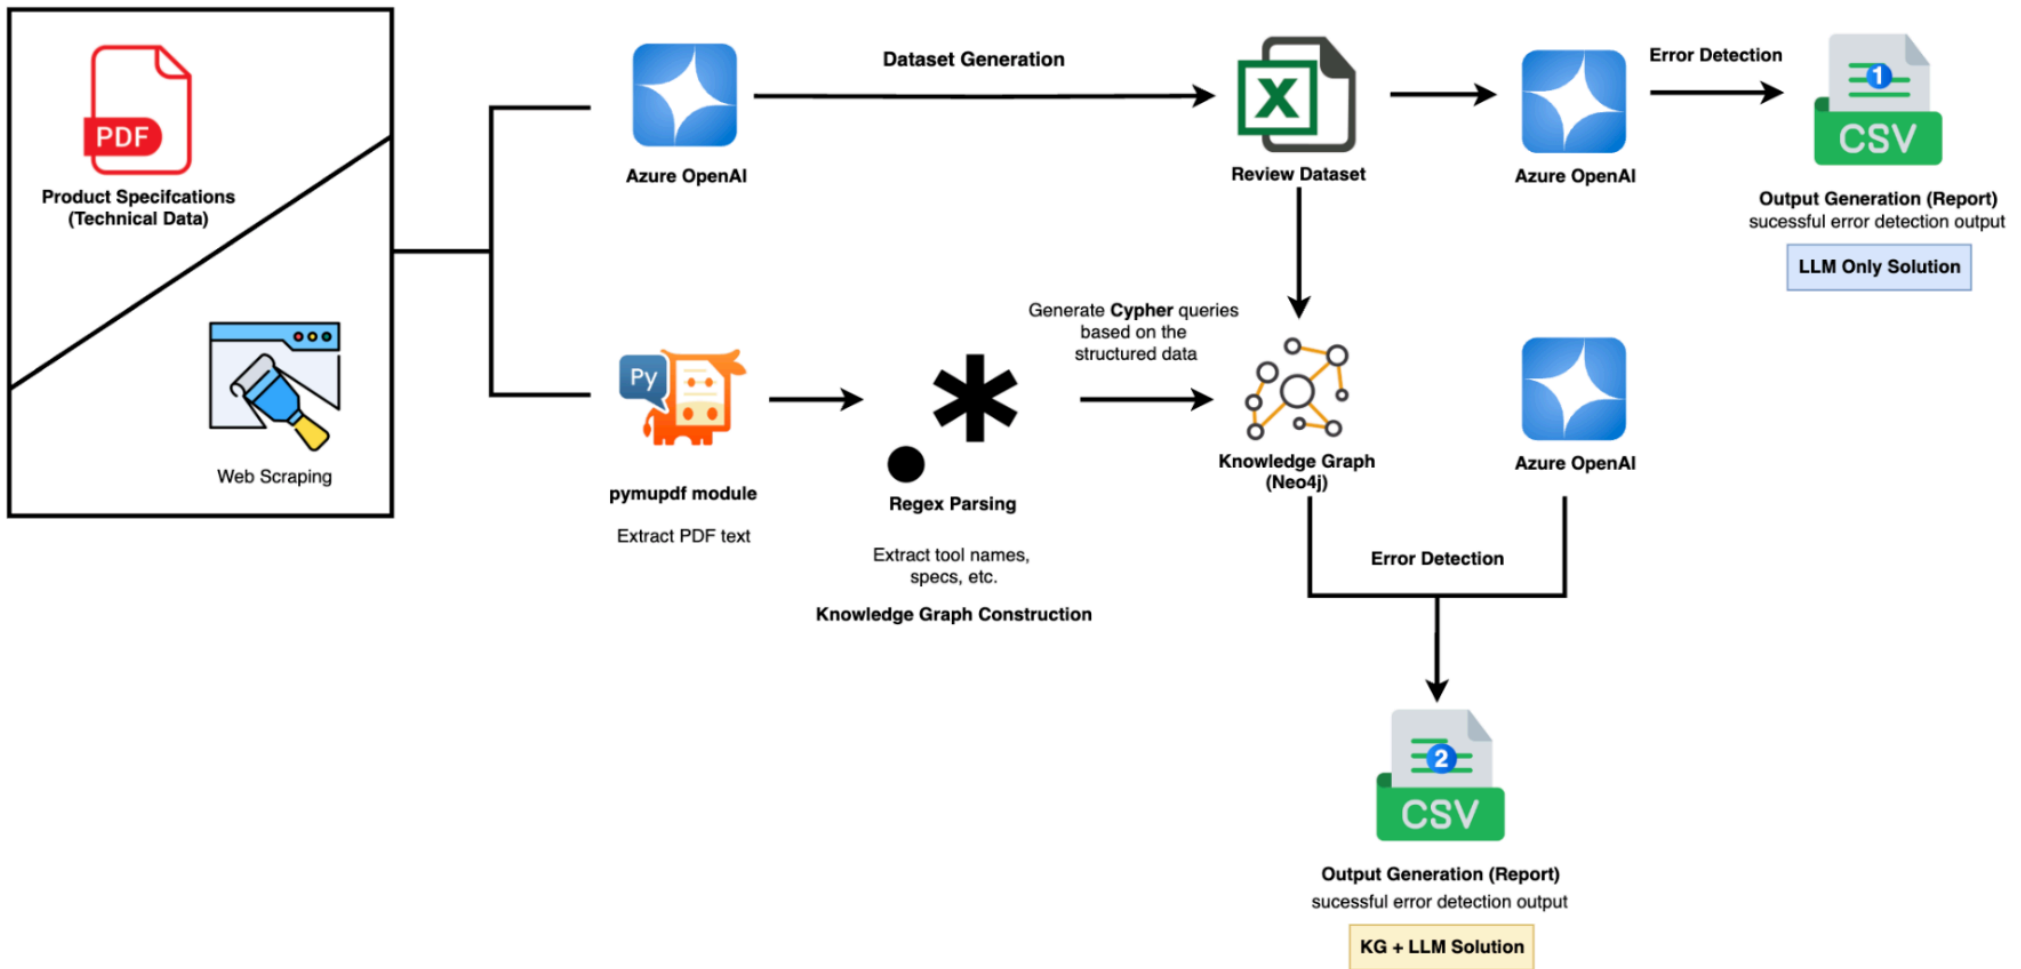 PDF
Product Specifcations
(Technical Data)
Web Scraping
Azure OpenAI
Dataset Generation
X
Review Dataset
Azure OpenAI
Error Detection
1
CSV
Output Generation (Report)
sucessful error detection output
LLM Only Solution
Py
pymupdf module
Extract PDF text
Regex Parsing
Extract tool names,
specs, etc.
Knowledge Graph Construction
Generate Cypher queries
based on the
structured data
Knowledge Graph
(Neo4j)
Azure OpenAI
Error Detection
2
CSV
Output Generation (Report)
sucessful error detection output
KG + LLM Solution